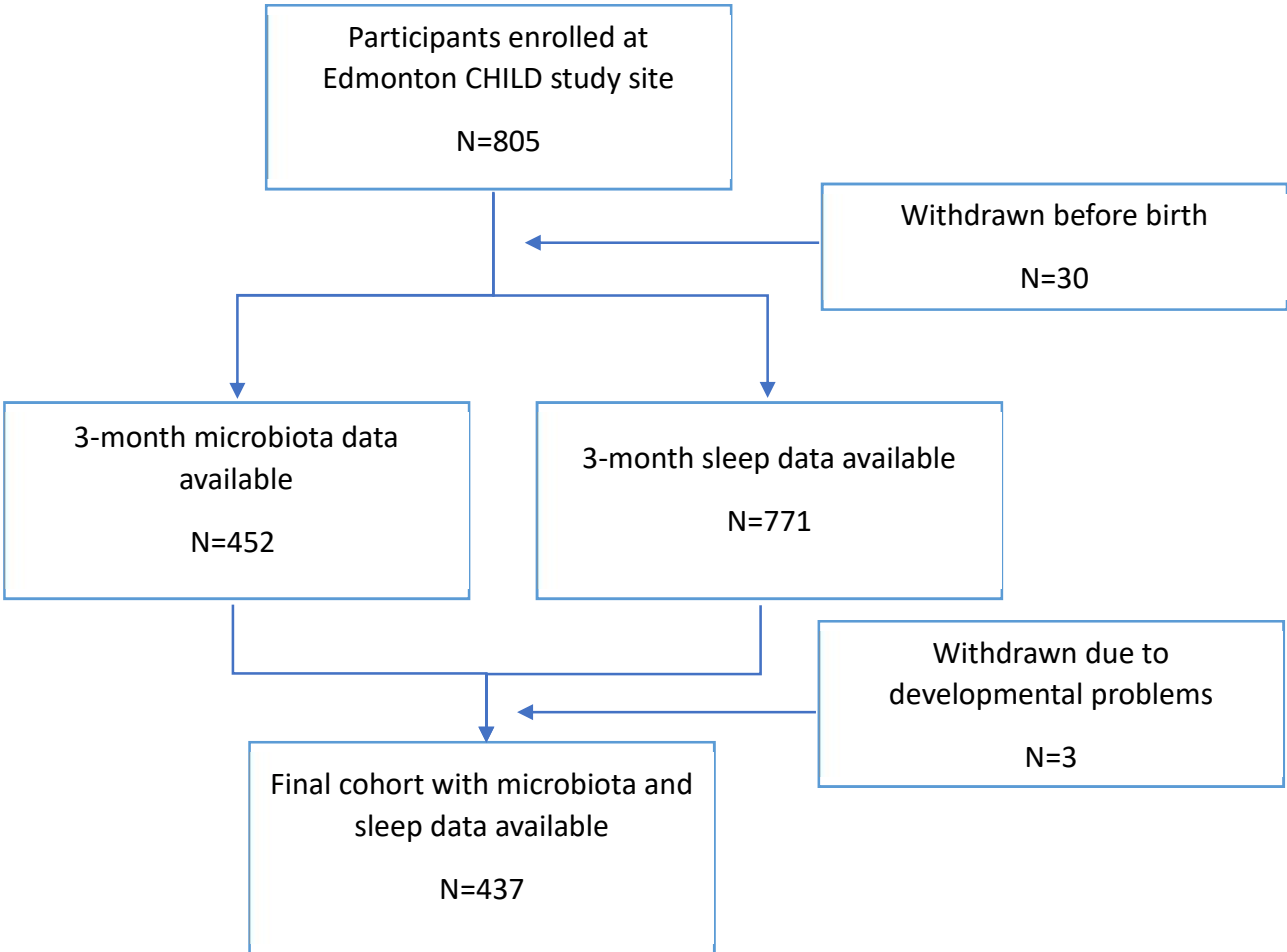 Participants enrolled at
Edmonton CHILD study site
N=805
Withdrawn before birth
N=30
3-month microbiota data
available
N=452
3-month sleep data available
N=771
Withdrawn due to
developmental problems
N=3
Final cohort with microbiota and
sleep data available
N=437